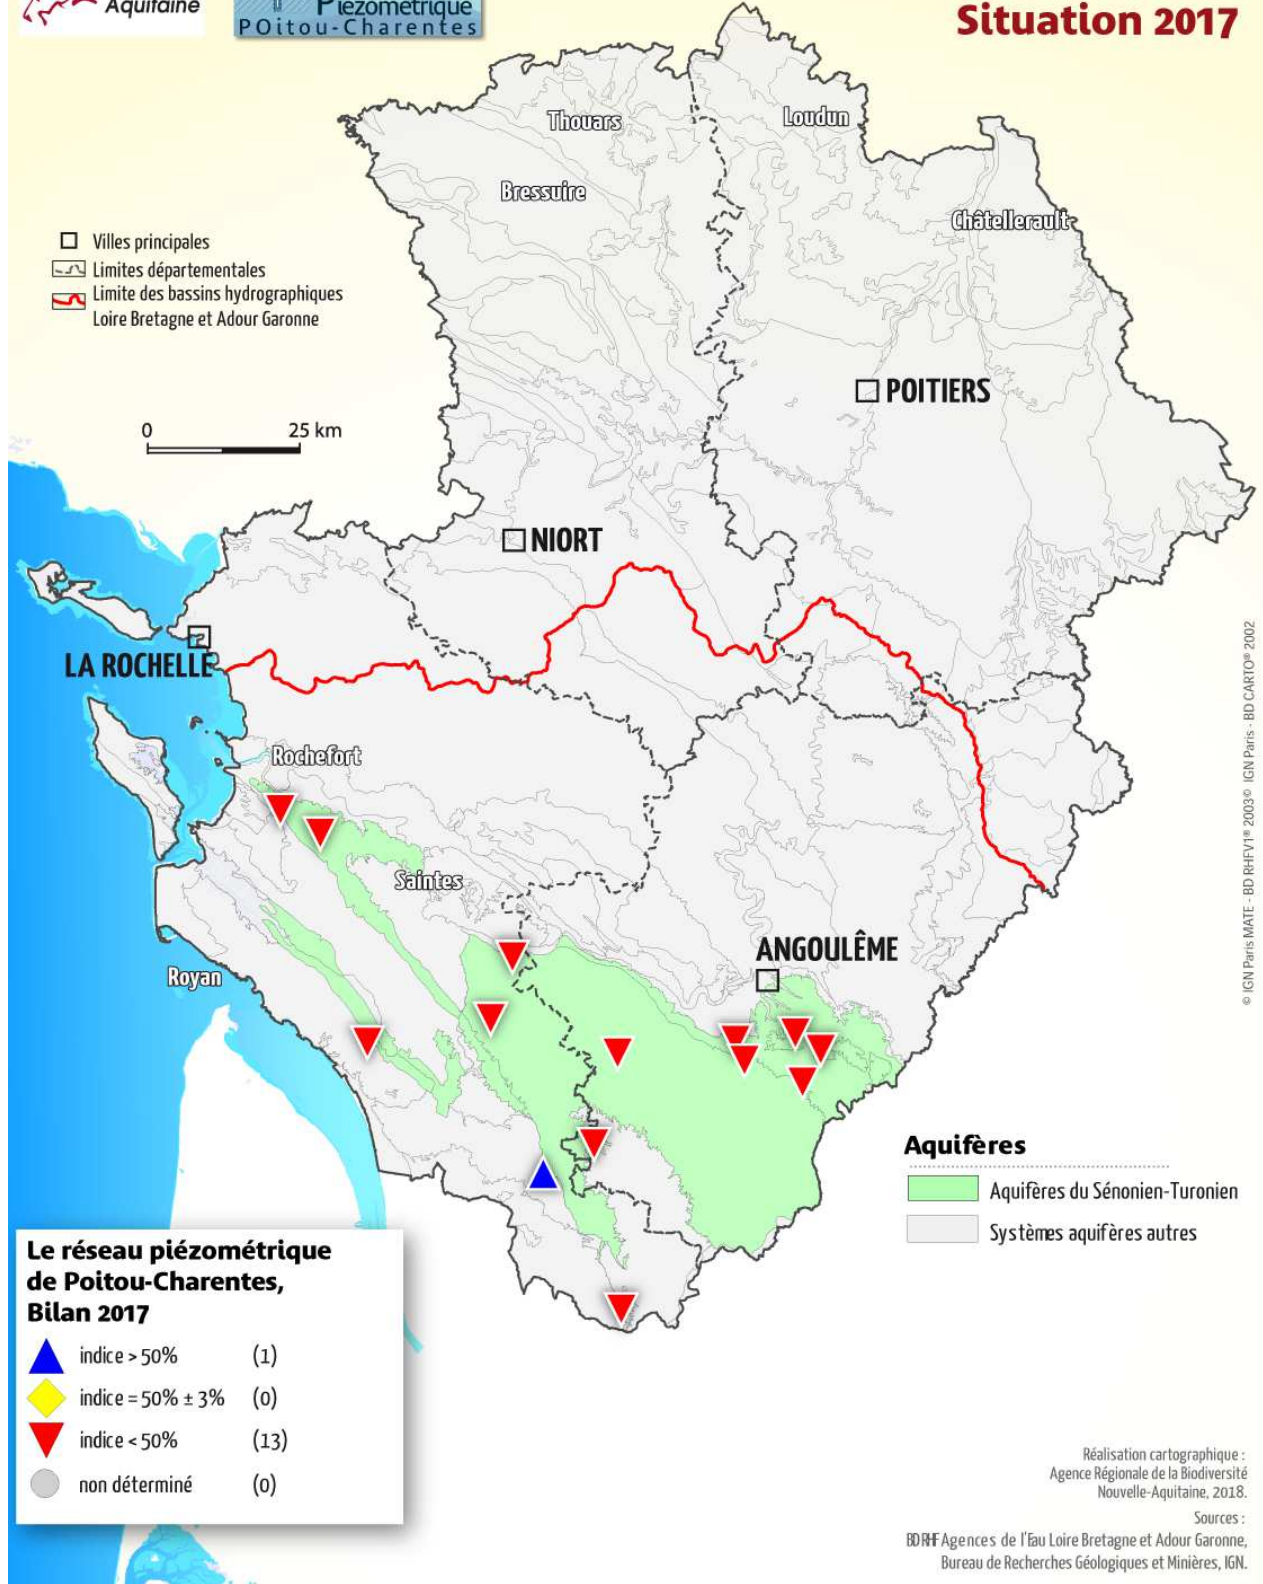 Aquitaine
Piézométrique
POitou-Charentes
Situation 2017
Thouars
Loudun
Bressuire
Châtellerault
Villes principales
Limites départementales
Limite des bassins hydrographiques
Loire Bretagne et Adour Garonne
POITIERS
0 25 km
NIORT
LA ROCHELLE
Rochefort
Saintes
ANGOULÊME
Royan
© IGN Paris MATE - BD RHFV1® 2003© IGN Paris - BD CARTO® 2002
Aquifères
Aquifères du Sénonien-Turonien
Systèmes aquifères autres
Le réseau piézométrique
de Poitou-Charentes,
Bilan 2017
indice > 50% (1)
indice = 50% ± 3% (0)
indice < 50% (13)
non déterminé (0)
Réalisation cartographique :
Agence Régionale de la Biodiversité
Nouvelle-Aquitaine, 2018.
Sources :
BD RHF Agences de l'Eau Loire Bretagne et Adour Garonne,
Bureau de Recherches Géologiques et Minières, IGN.